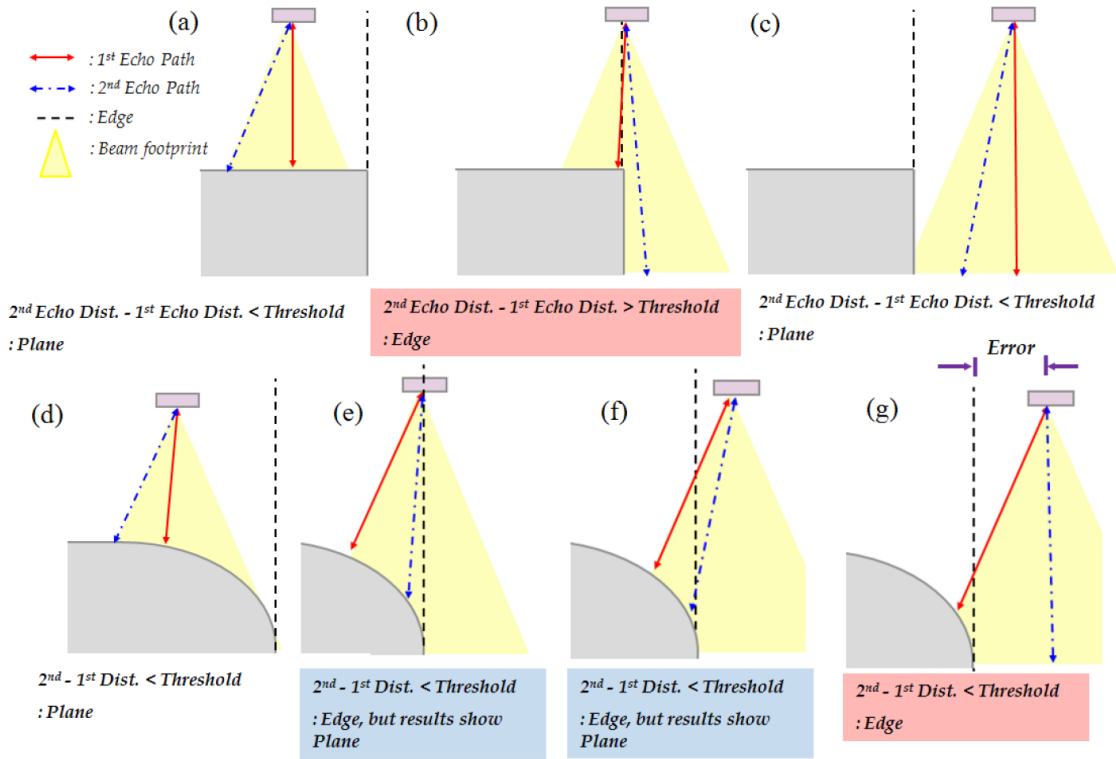 (a)
(b)
(c)
: 1st Echo Path
: 2nd Echo Path
: Edge
: Beam footprint
2nd Echo Dist. - 1st Echo Dist. < Threshold
: Plane
2nd Echo Dist. - 1st Echo Dist. > Threshold
: Edge
2nd Echo Dist. - 1st Echo Dist. < Threshold
: Plane
Error
(d)
(e)
(f)
(g)
2nd - 1st Dist. < Threshold
: Plane
2nd - 1st Dist. < Threshold
: Edge, but results show
Plane
2nd - 1st Dist. < Threshold
: Edge, but results show
Plane
2nd - 1st Dist. < Threshold
: Edge